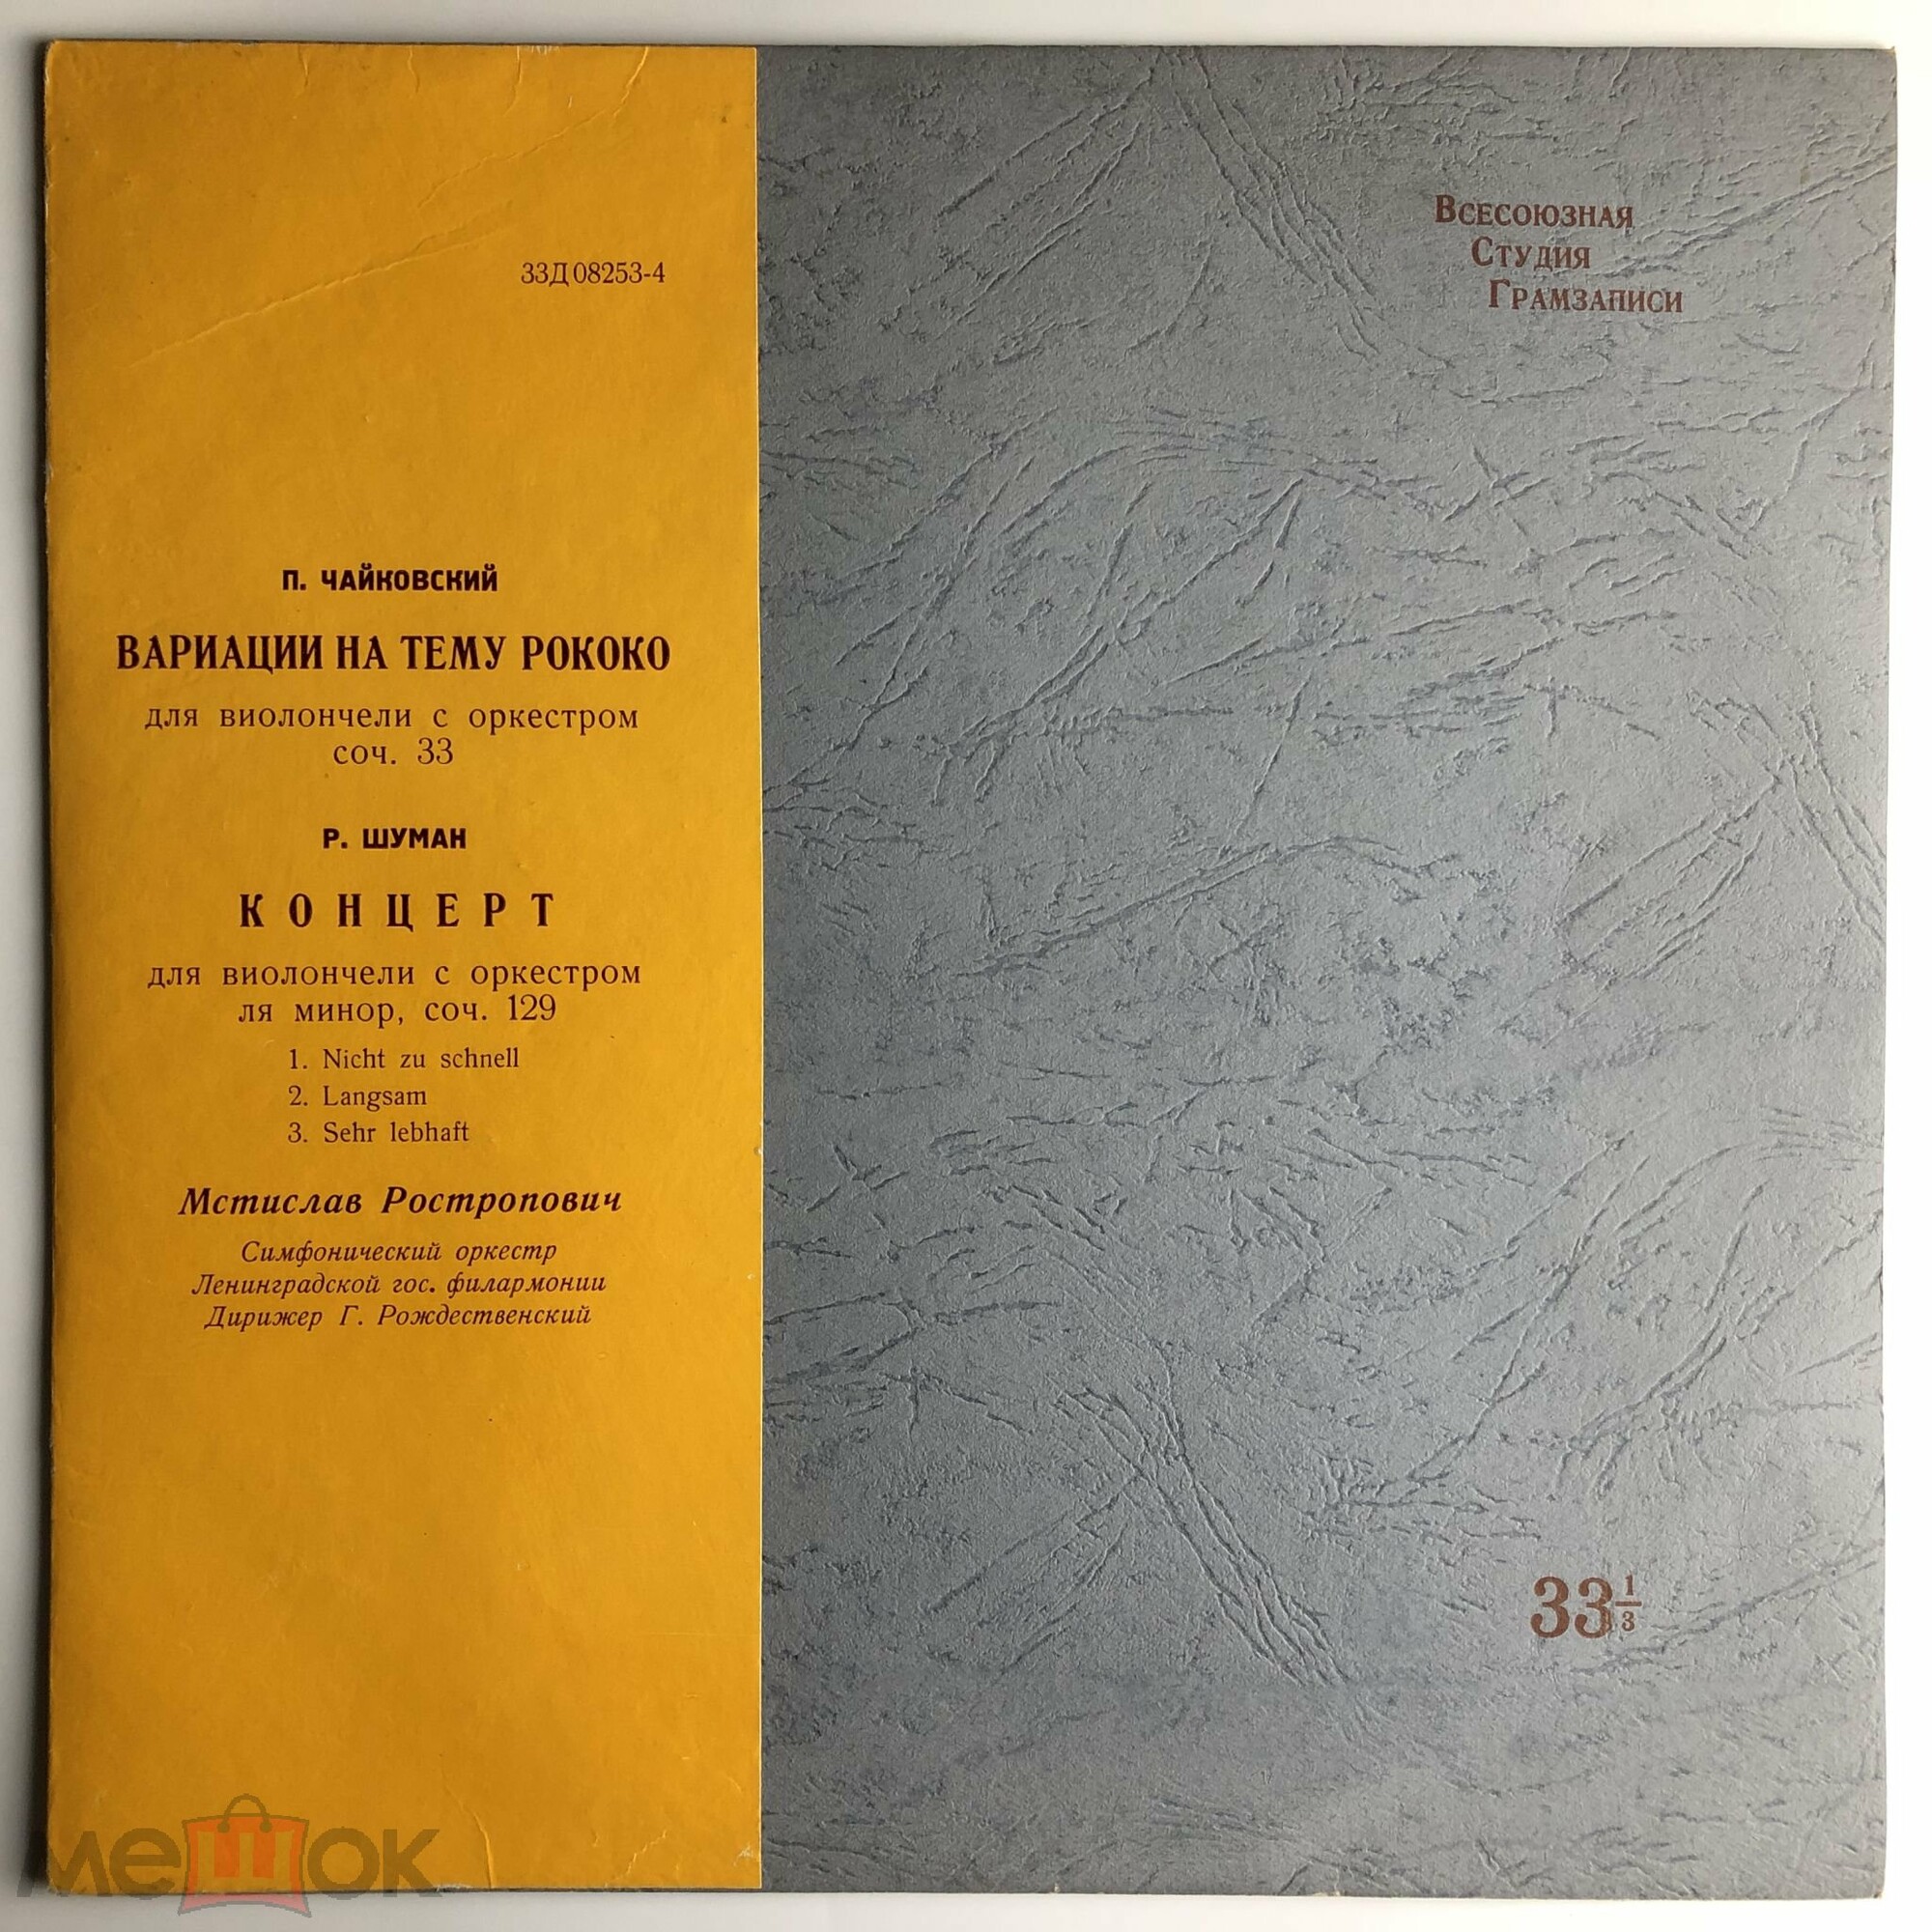 33Д08253-4
П. ЧАЙКОВСКИЙ
ВАРИАЦИИ НА ТЕМУ РОКОКО
для виолончели с оркестром
соч. 33
Р. ШУМАН
КОНЦЕРТ
для виолончели с оркестром
ля минор, соч. 129
1. Nicht zu schnell
2. Langsam
3. Sehr lebhaft
Мстислав Ростропович
Симфонический оркестр
Ленинградской гос. филармонии
Дирижер Г. Рождественский
Всесоюзная
Студия
Грамзаписи
33 1/3
мешок